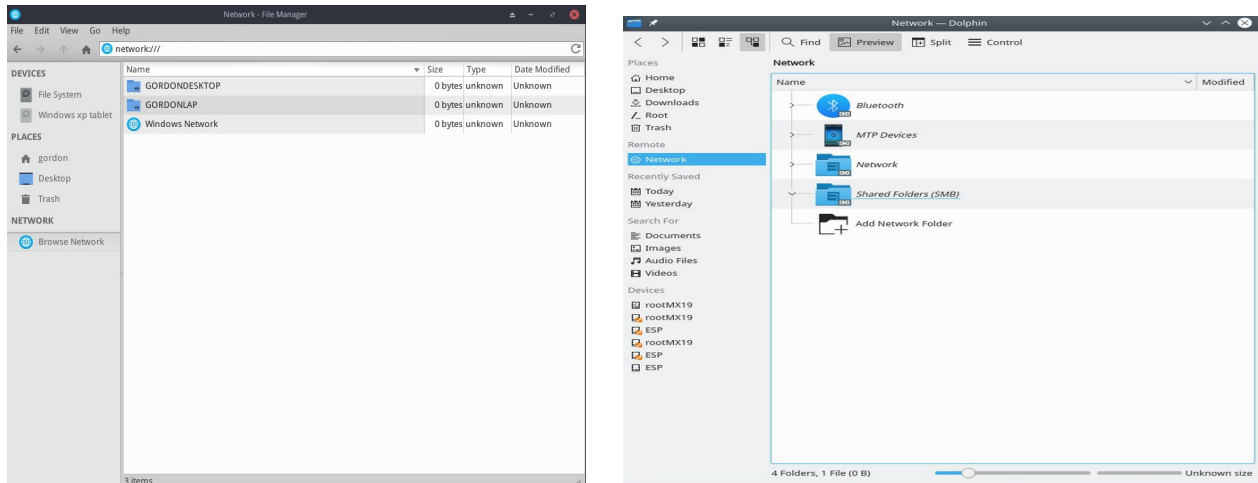 Network - File Manager
File Edit View Go Help
network:///
DEVICES
File System
Windows xp tablet
PLACES
gordon
Desktop
Trash
NETWORK
Browse Network
Name Size Type Date Modified
GORDONDESKTOP 0 bytes unknown Unknown
GORDONLAP 0 bytes unknown Unknown
Windows Network 0 bytes unknown Unknown
3 items
Network — Dolphin
Find Preview Split Control
Places
Home
Desktop
Downloads
Root
Trash
Remote
Network
Recently Saved
Today
Yesterday
Search For
Documents
Images
Audio Files
Videos
Devices
rootMX19
rootMX19
ESP
rootMX19
ESP
ESP
Network
Name Modified
Bluetooth
MTP Devices
Network
Shared Folders (SMB)
Add Network Folder
4 Folders, 1 File (0 B) Unknown size